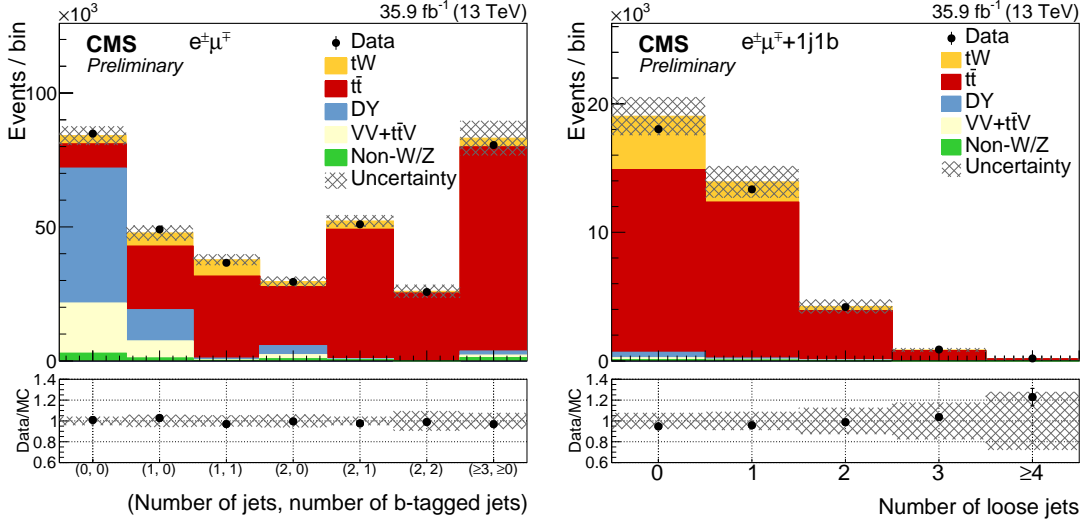 ×10³ 35.9 fb⁻¹ (13 TeV)
Events / bin
CMS
Preliminary
e±μ∓
Data
tW
tt̄
DY
VV+tt̄V
Non-W/Z
Uncertainty
100
50
0
Data/MC
1.4
1.2
1
0.8
0.6
(0, 0) (1, 0) (1, 1) (2, 0) (2, 1) (2, 2) (≥3, ≥0)
(Number of jets, number of b-tagged jets)
×10³ 35.9 fb⁻¹ (13 TeV)
Events / bin
CMS
Preliminary
e±μ∓+1j1b
Data
tW
tt̄
DY
VV+tt̄V
Non-W/Z
Uncertainty
20
10
0
Data/MC
1.4
1.2
1
0.8
0.6
0 1 2 3 ≥4
Number of loose jets